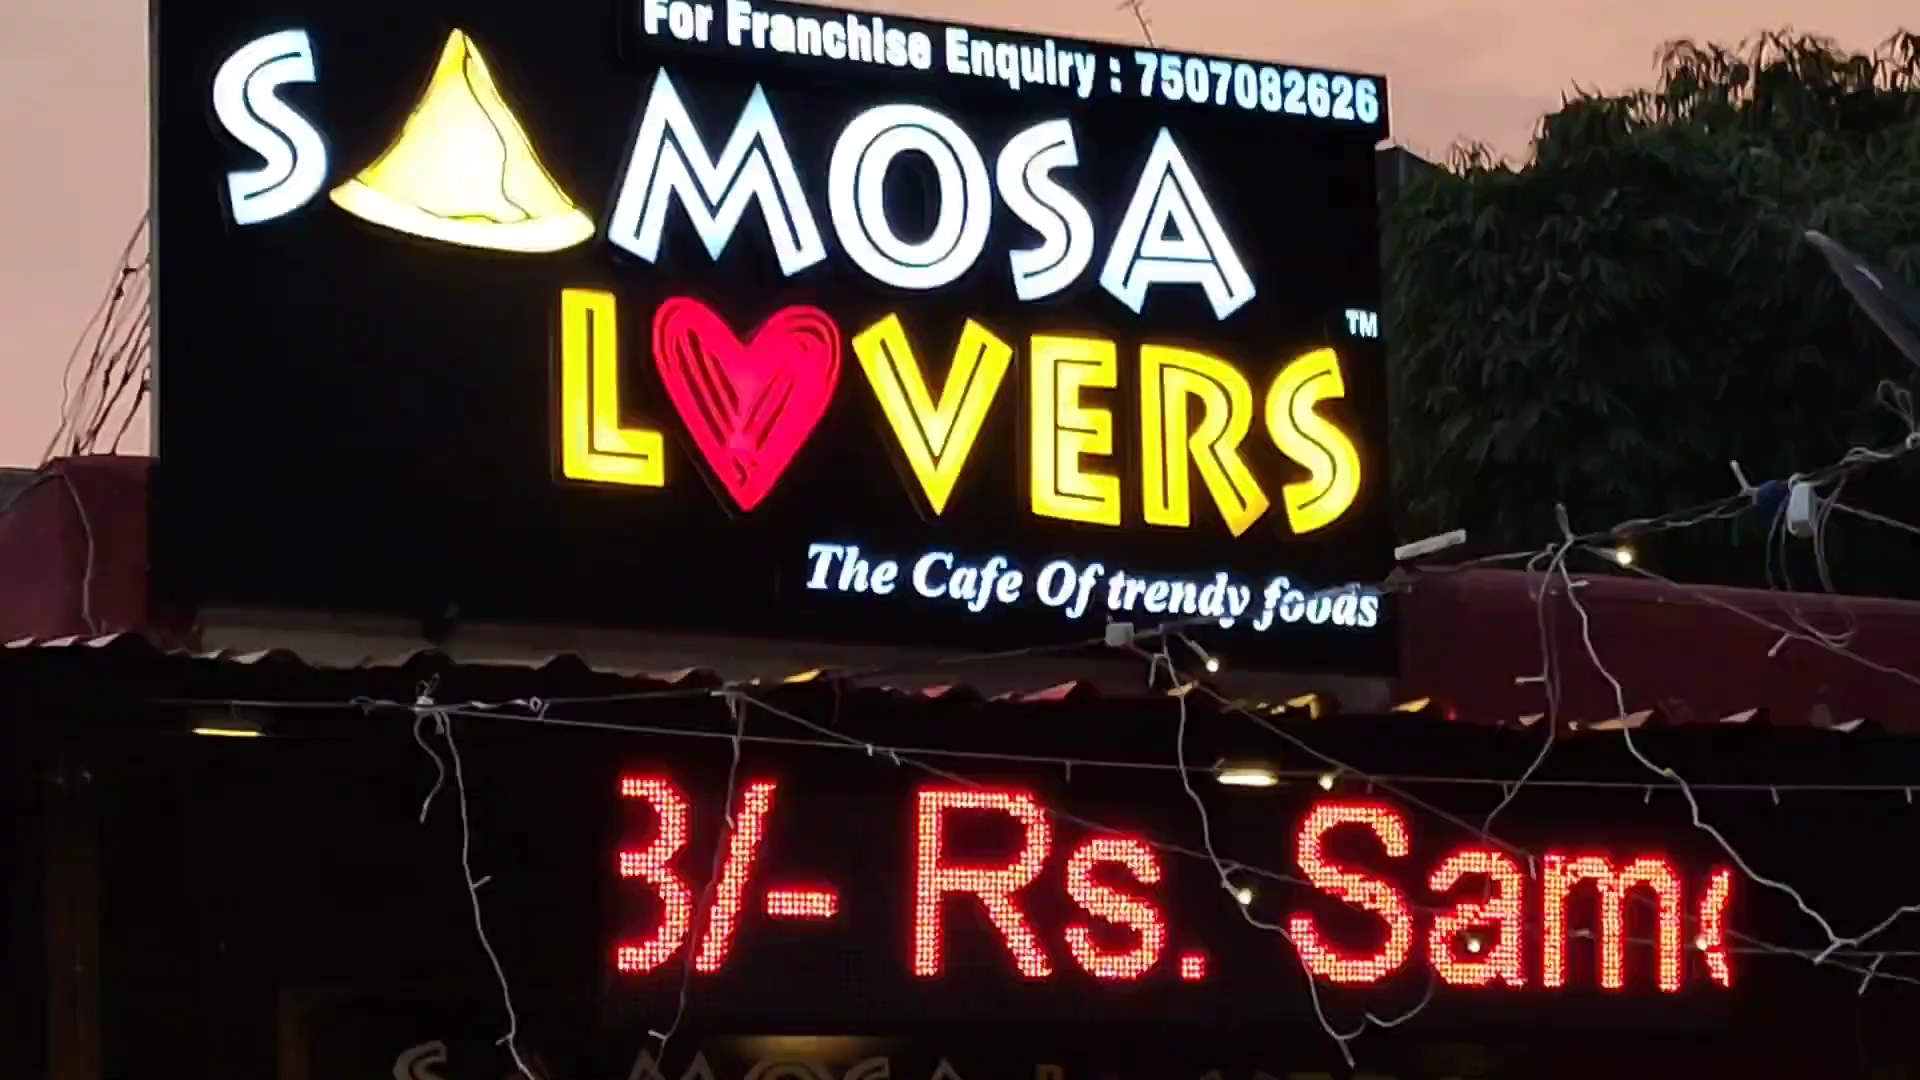 For Franchise Enquiry : 7507082626
SAMOSA
LOVERS
TM
The Cafe Of trendy foods
3/- Rs. Sam